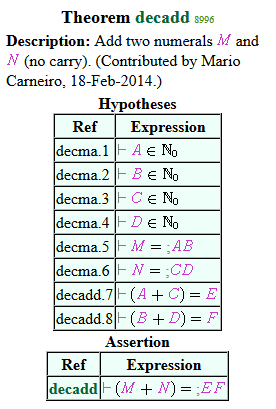 Theorem decadd 8996
Description: Add two numerals M and
N (no carry). (Contributed by Mario
Carneiro, 18-Feb-2014.)
Hypotheses
Ref Expression
decma.1 ⊢ A ∈ ℕ₀
decma.2 ⊢ B ∈ ℕ₀
decma.3 ⊢ C ∈ ℕ₀
decma.4 ⊢ D ∈ ℕ₀
decma.5 ⊢ M = ;AB
decma.6 ⊢ N = ;CD
decadd.7 ⊢ (A + C) = E
decadd.8 ⊢ (B + D) = F
Assertion
Ref Expression
decadd ⊢ (M + N) = ;EF